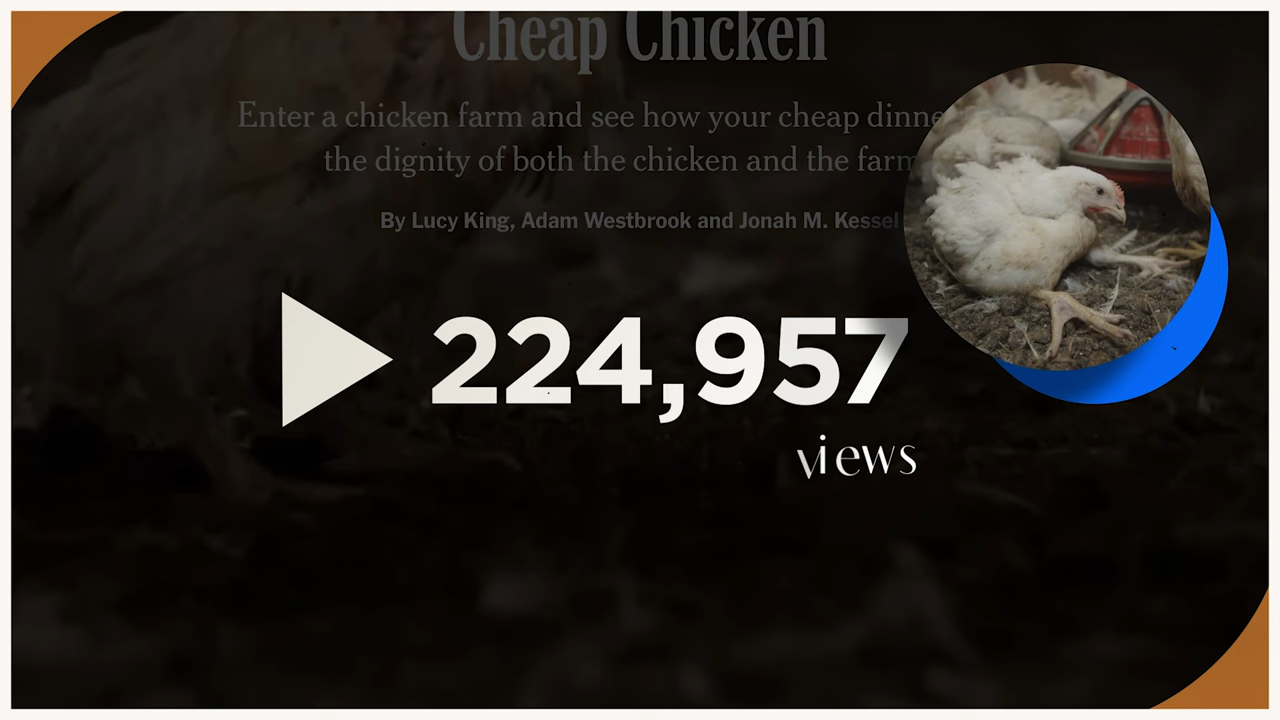 Cheap Chicken
Enter a chicken farm and see how your cheap dinne
the dignity of both the chicken and the farm
By Lucy King, Adam Westbrook and Jonah M. Kessel
224,957
views